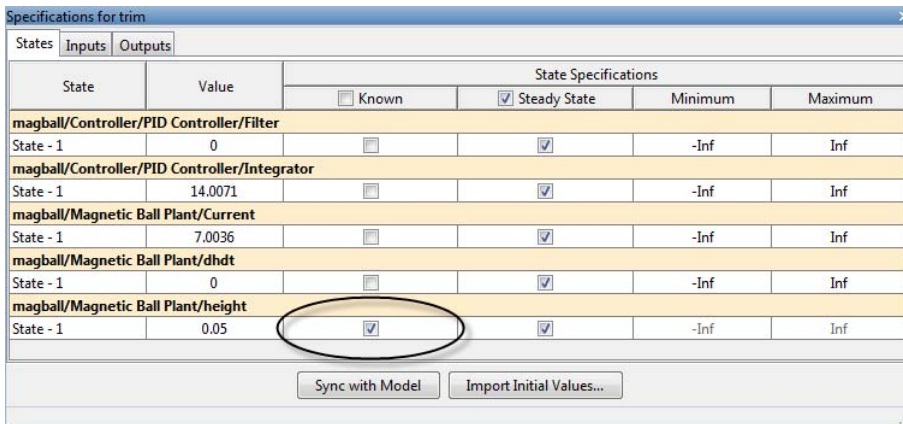 Specifications for trim
States Inputs Outputs
State Value State Specifications
Known Steady State Minimum Maximum
magball/Controller/PID Controller/Filter
State - 1 0 -Inf Inf
magball/Controller/PID Controller/Integrator
State - 1 14.0071 -Inf Inf
magball/Magnetic Ball Plant/Current
State - 1 7.0036 -Inf Inf
magball/Magnetic Ball Plant/dhdt
State - 1 0 -Inf Inf
magball/Magnetic Ball Plant/height
State - 1 0.05 -Inf Inf
Sync with Model Import Initial Values...